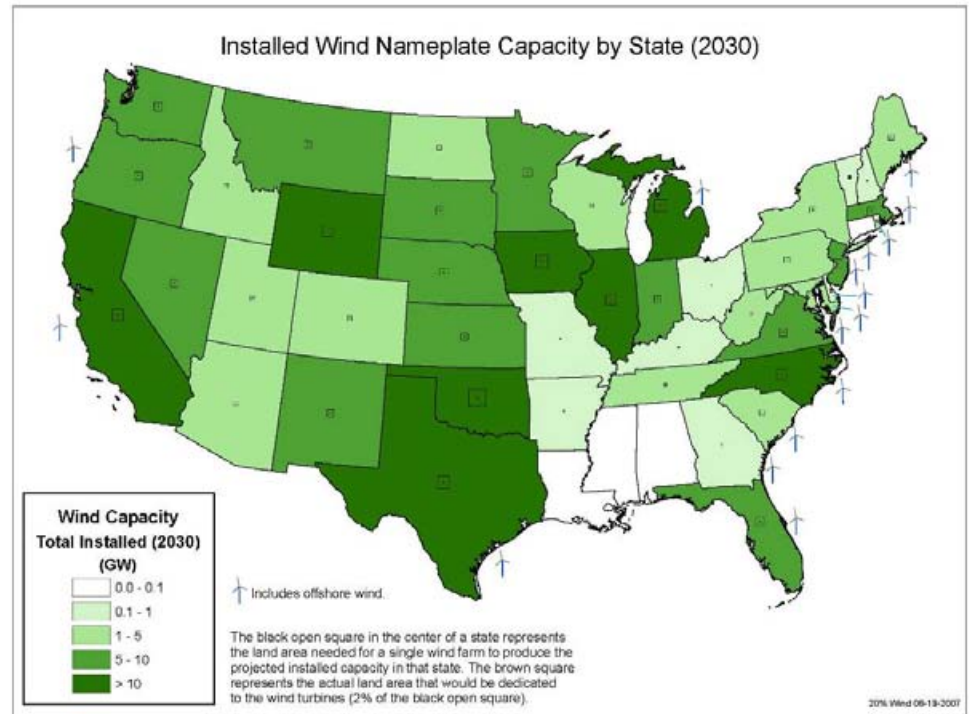 Installed Wind Nameplate Capacity by State (2030)
Wind Capacity
Total Installed (2030)
(GW)
0.0 - 0.1
0.1 - 1
1 - 5
5 - 10
> 10
Includes offshore wind.
The black open square in the center of a state represents
the land area needed for a single wind farm to produce the
projected installed capacity in that state. The brown square
represents the actual land area that would be dedicated
to the wind turbines (2% of the black open square).
20% Wind 06-19-2007